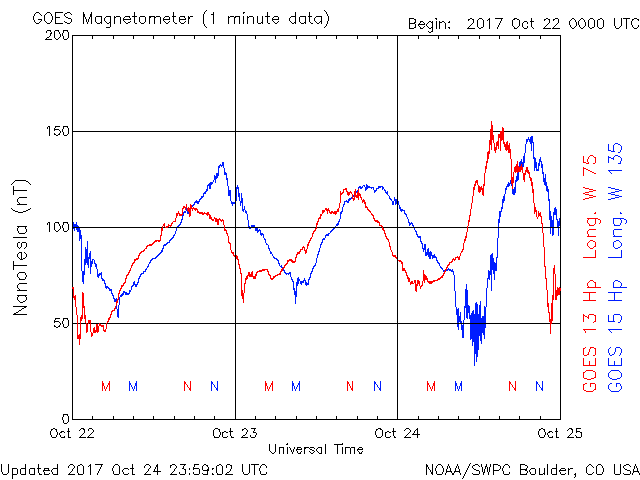 GOES Magnetometer (1 minute data)
Begin: 2017 Oct 22 0000 UTC
200
150
100
50
0
NanoTesla (nT)
M M N N M M N N M M N N
Oct 22 Oct 23 Oct 24 Oct 25
Universal Time
GOES 13 Hp Long. W 75
GOES 15 Hp Long. W 135
Updated 2017 Oct 24 23:59:02 UTC
NOAA/SWPC Boulder, CO USA